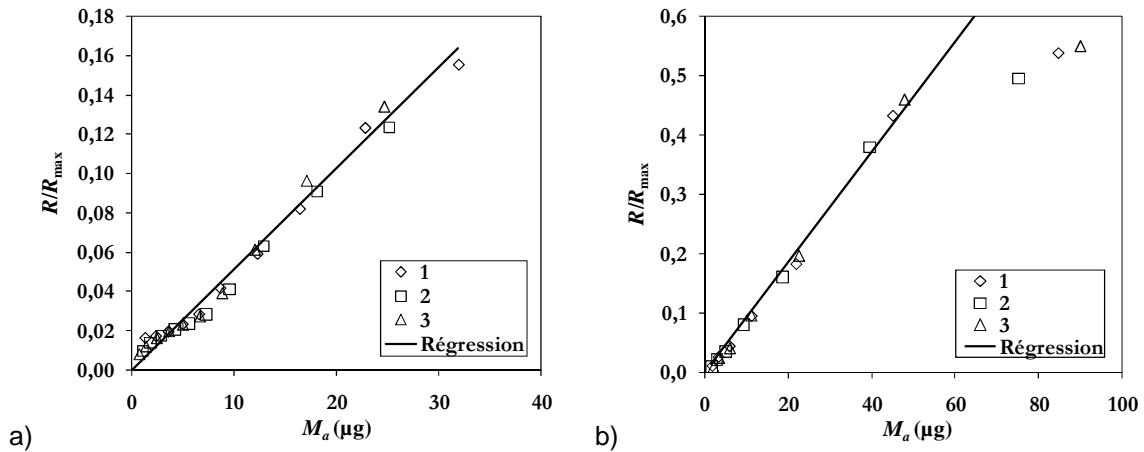 0,18
0,16
0,14
0,12
0,10
0,08
0,06
0,04
0,02
0,00
R/Rmax
0 10 20 30 40
Ma (µg)
1
2
3
Régression
a)
0,6
0,5
0,4
0,3
0,2
0,1
0,0
R/Rmax
0 20 40 60 80 100
Ma (µg)
1
2
3
Régression
b)